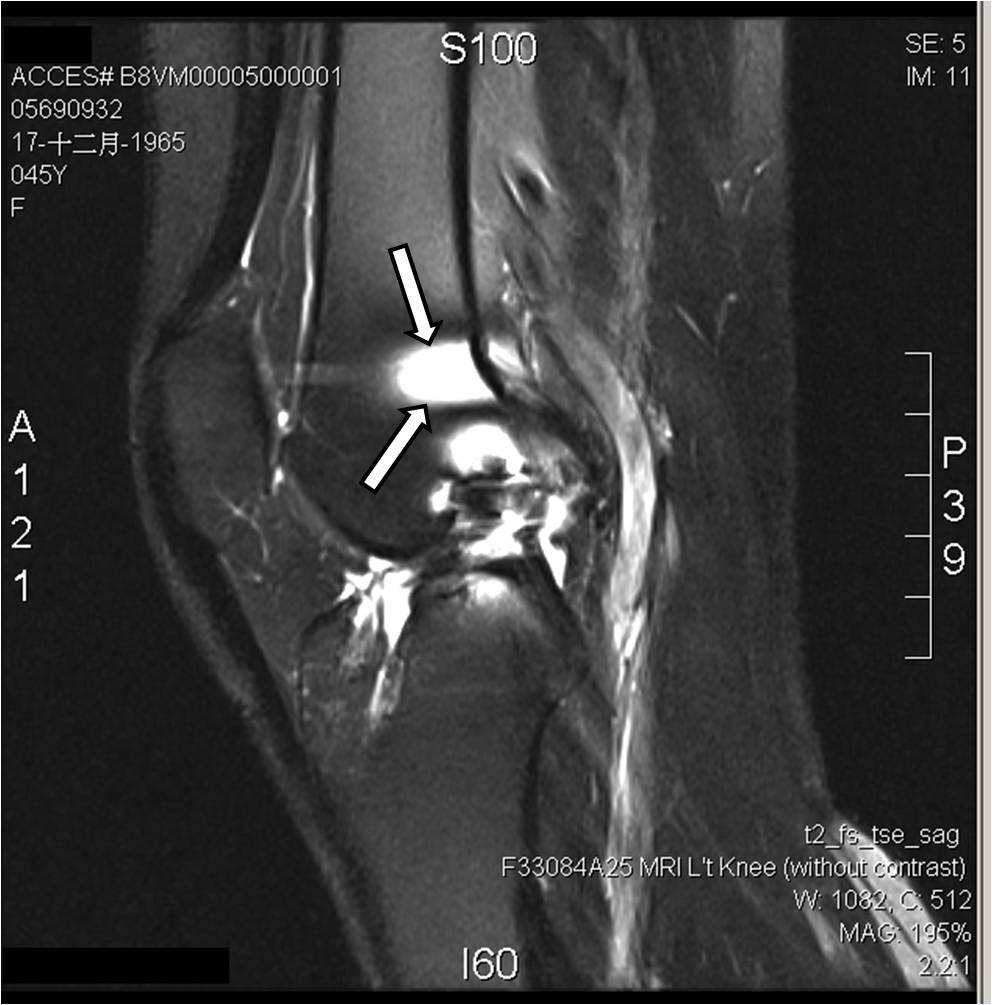 S100
SE: 5
IM: 11
ACCES# B8VM00005000001
05690932
17-十二月-1965
045Y
F
A
1
2
1
P
3
9
t2_fs_tse_sag
F33084A25 MRI L't Knee (without contrast)
W: 1082, C: 512
MAG: 195%
2.2:1
I60